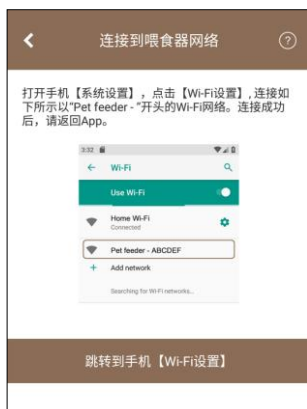 连接到喂食器网络
?
打开手机【系统设置】，点击【Wi-Fi设置】, 连接如
下所示以"Pet feeder - "开头的Wi-Fi网络。连接成功
后，请返回App。
3:32
Wi-Fi
Use Wi-Fi
Home Wi-Fi
Connected
Pet feeder - ABCDEF
Add network
Searching for Wi-Fi networks...
跳转到手机【Wi-Fi设置】